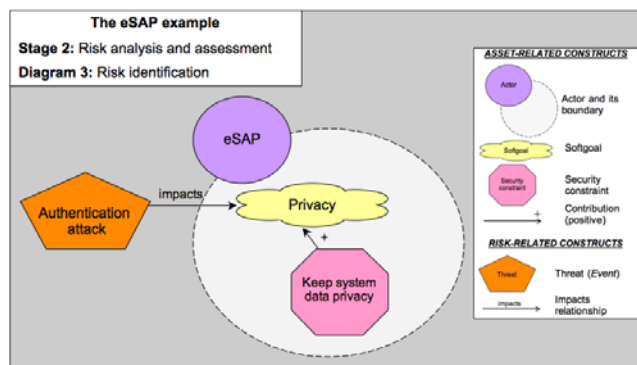 The eSAP example
Stage 2: Risk analysis and assessment
Diagram 3: Risk identification
eSAP
impacts
Authentication
attack
Privacy
+
Keep system
data privacy
ASSET-RELATED CONSTRUCTS
Actor
Actor and its
boundary
Softgoal
Softgoal
Security
constraint
Security
constraint
+
Contribution
(positive)
RISK-RELATED CONSTRUCTS
Threat
Threat (Event)
impacts
Impacts
relationship